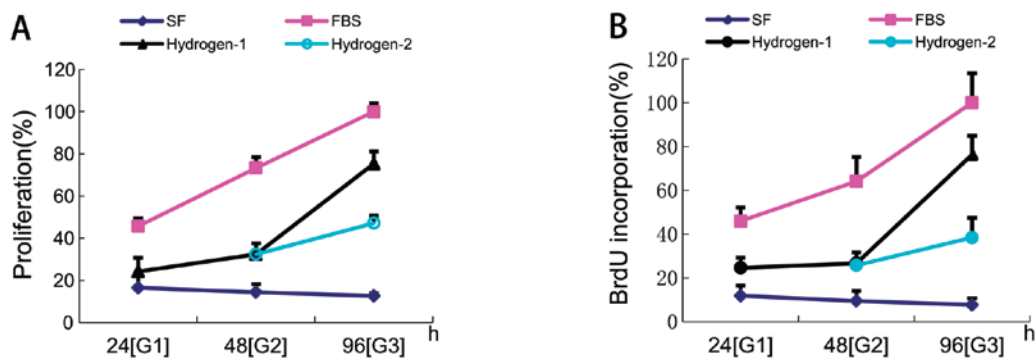 A
SF
FBS
Hydrogen-1
Hydrogen-2
Proliferation(%)
120
100
80
60
40
20
0
24[G1]
48[G2]
96[G3]
h
B
SF
FBS
Hydrogen-1
Hydrogen-2
BrdU incorporation(%)
120
100
80
60
40
20
0
24[G1]
48[G2]
96[G3]
h